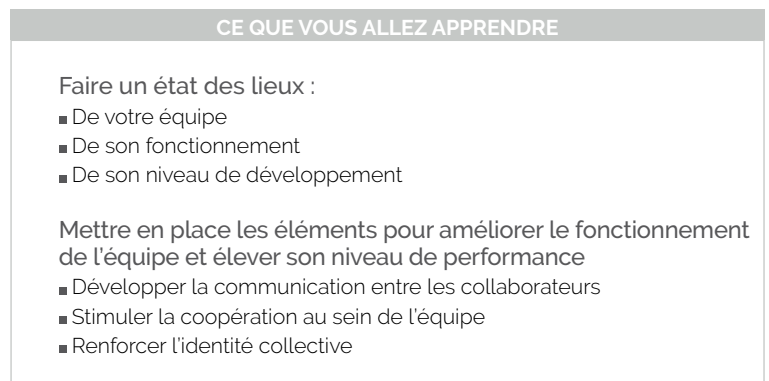 CE QUE VOUS ALLEZ APPRENDRE
Faire un état des lieux :
■ De votre équipe
■ De son fonctionnement
■ De son niveau de développement
Mettre en place les éléments pour améliorer le fonctionnement
de l'équipe et élever son niveau de performance
■ Développer la communication entre les collaborateurs
■ Stimuler la coopération au sein de l'équipe
■ Renforcer l'identité collective